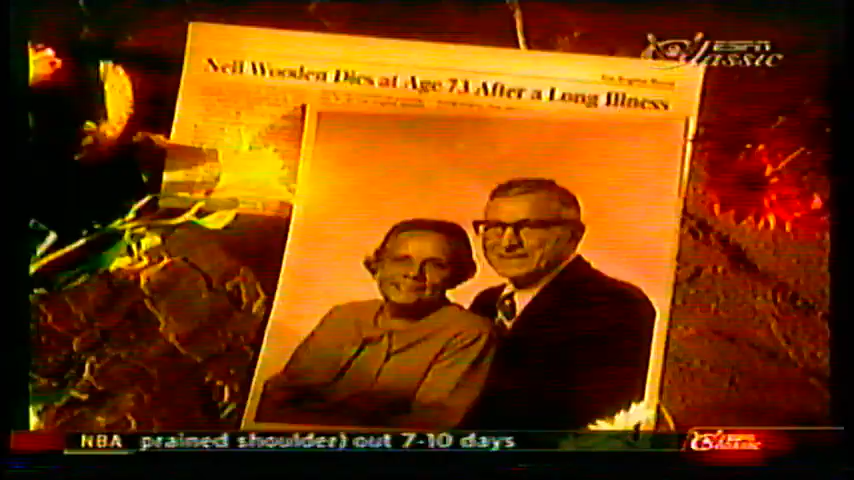 ESPN
Classic
Nell Wooden Dies at Age 73 After a Long Illness
NBA prained shoulder) out 7-10 days
ESPN
Classic